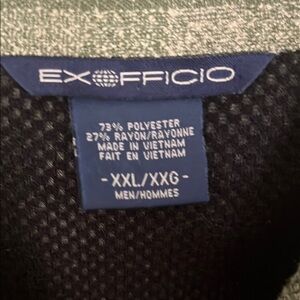 EXOFFICIO
73% POLYESTER
27% RAYON/RAYONNE
MADE IN VIETNAM
FAIT EN VIETNAM
- XXL/XXG -
MEN/HOMMES